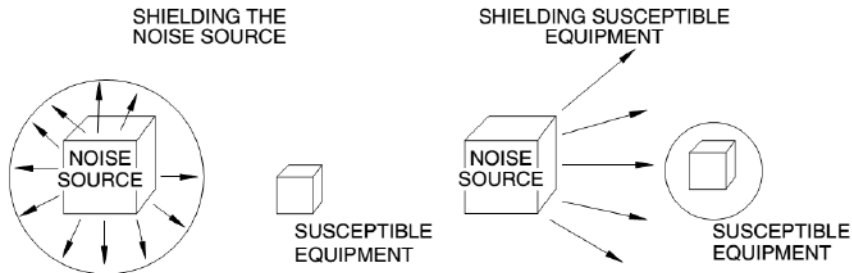 SHIELDING THE
NOISE SOURCE
NOISE
SOURCE
SUSCEPTIBLE
EQUIPMENT
SHIELDING SUSCEPTIBLE
EQUIPMENT
NOISE
SOURCE
SUSCEPTIBLE
EQUIPMENT